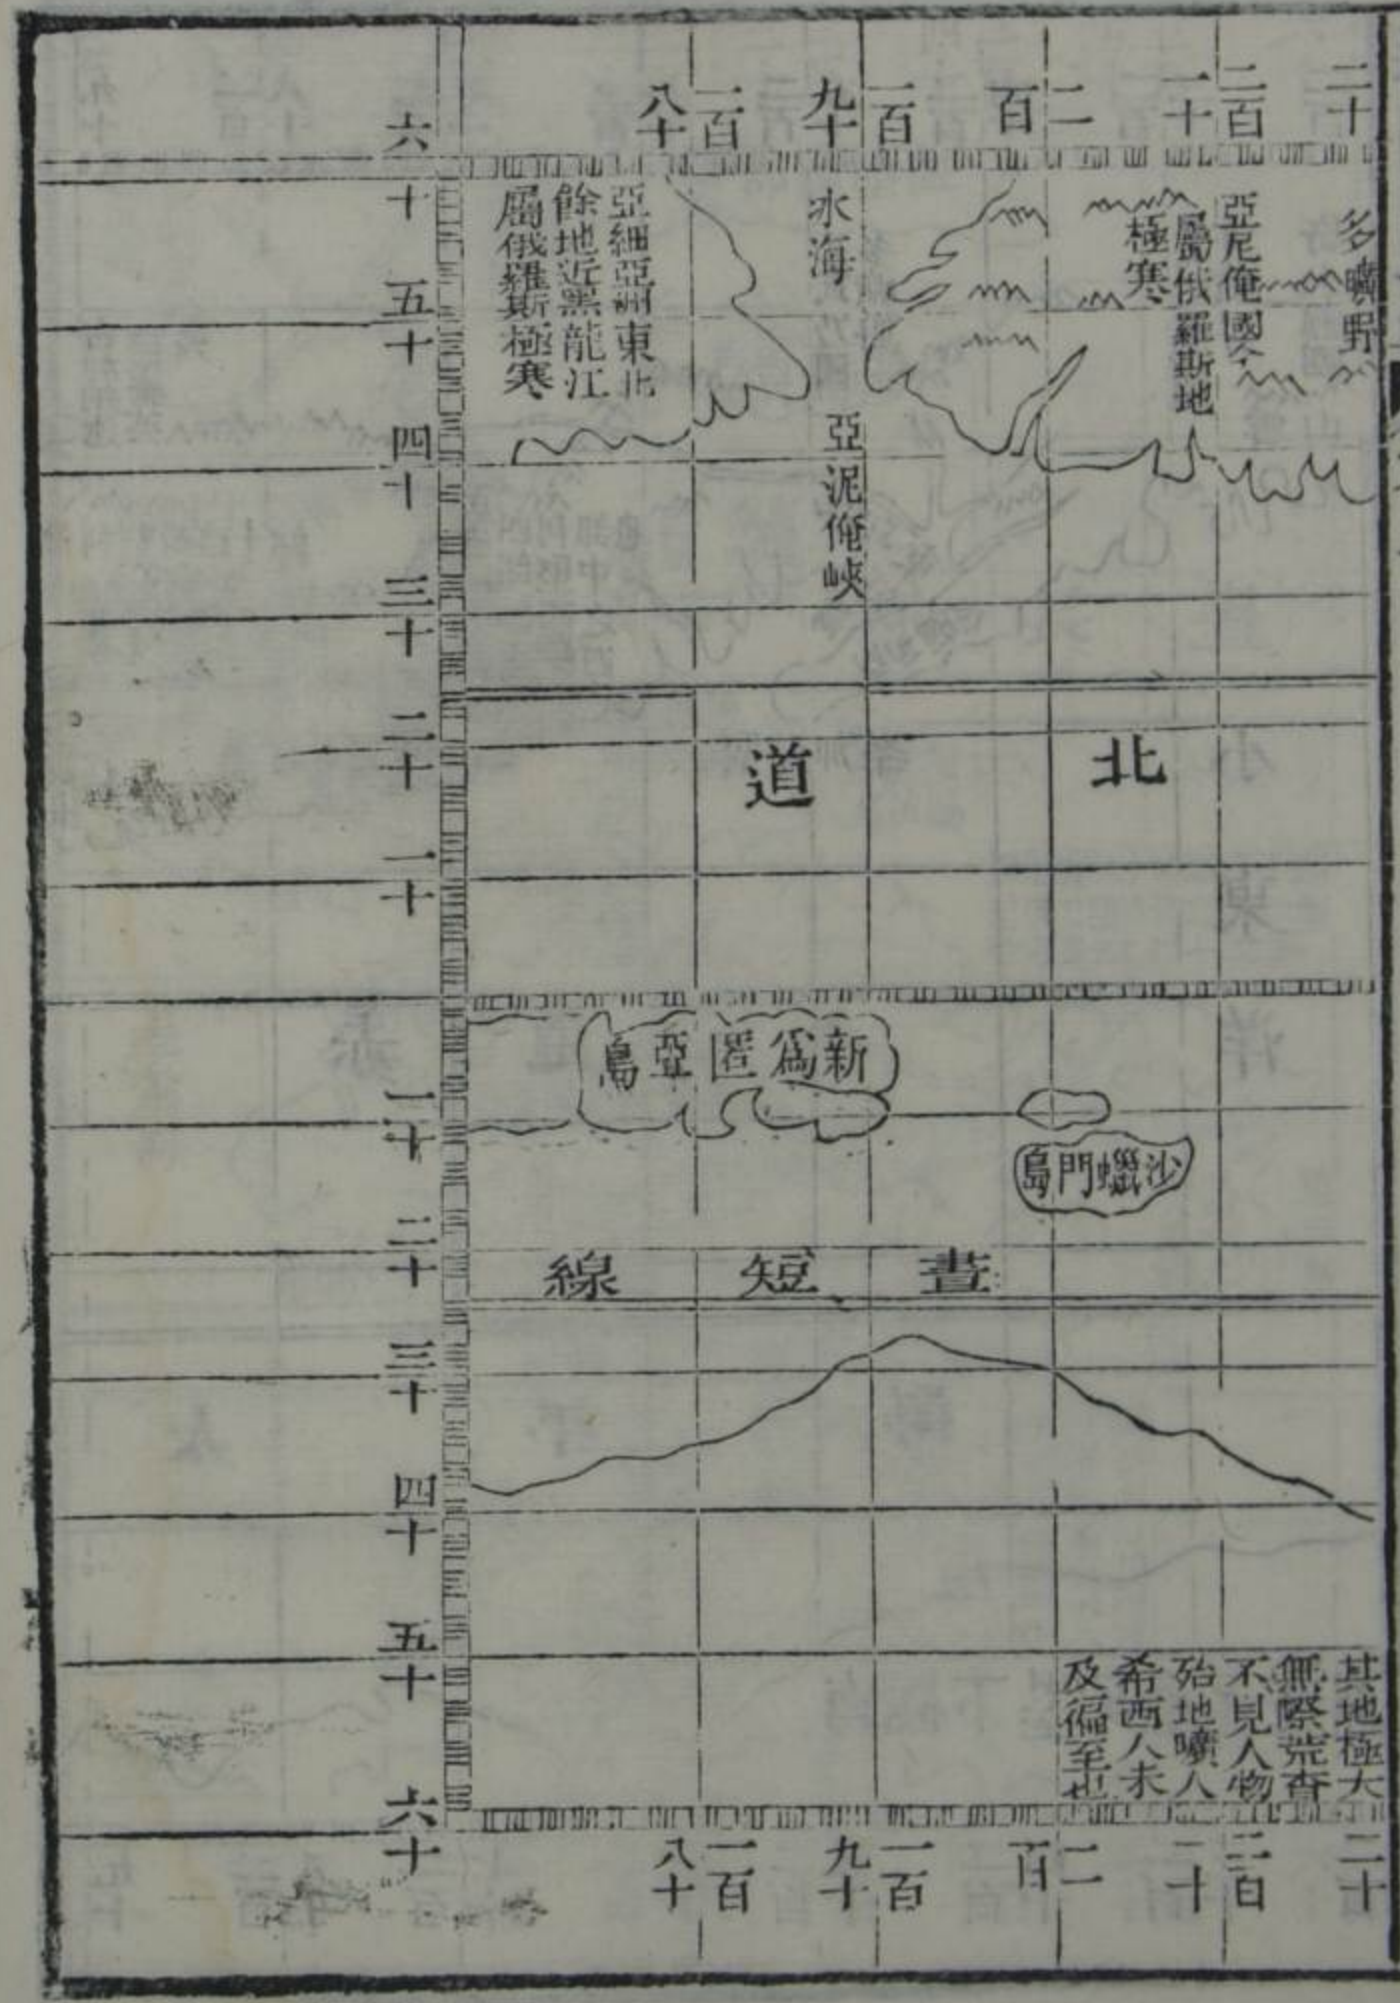 二十
二百一十
二百
一百九十
一百八十
六十
五十
四十
三十
二十
一十
一十
二十
三十
四十
五十
六十
多曠野
亞尼俺國今
屬俄羅斯地
極寒
冰海
亞泥俺峽
亞細亞洲東北
餘地近黑龍江
屬俄羅斯極寒
北道
新爲匿亞島
沙蠟門島
晝短線
其地極大
無際荒杳
不見人物
殆地曠人
希西人未
及徧至也
二十
二百一十
二百
一百九十
一百八十